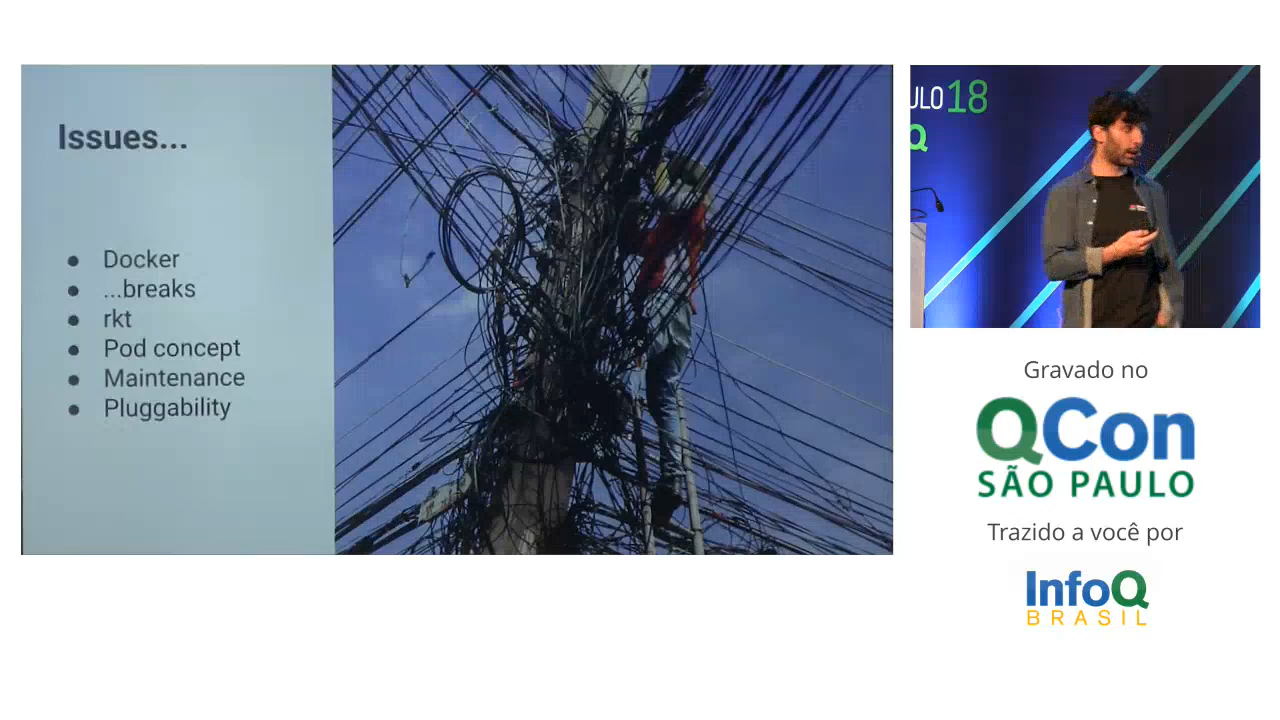 Issues...
Docker
...breaks
rkt
Pod concept
Maintenance
Pluggability
ULO 18
Q
Gravado no
QCon
SÃO PAULO
Trazido a você por
InfoQ
BRASIL